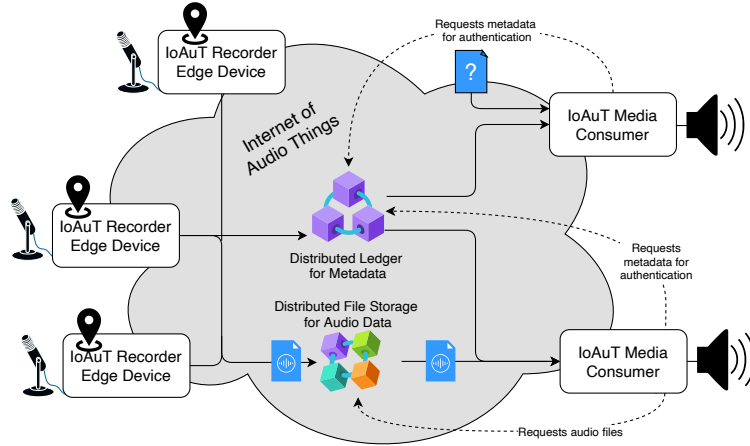 Requests metadata
for authentication
IoAuT Recorder
Edge Device
?
IoAuT Media
Consumer
Internet of
Audio Things
IoAuT Recorder
Edge Device
Distributed Ledger
for Metadata
Requests
metadata for
authentication
Distributed File Storage
for Audio Data
IoAuT Recorder
Edge Device
IoAuT Media
Consumer
Requests audio files